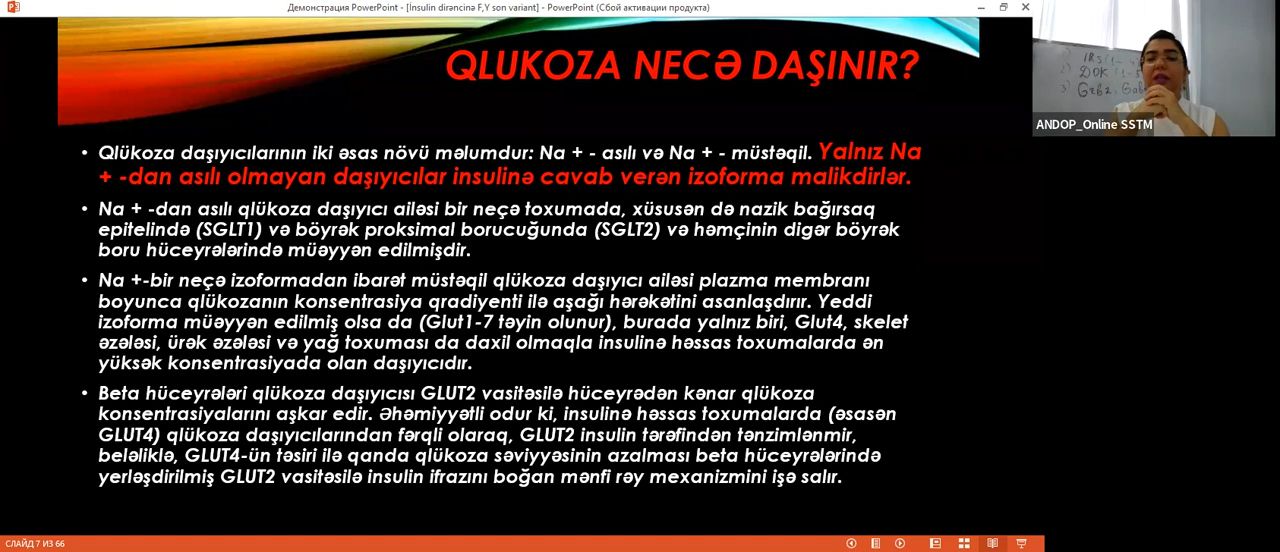 Демонстрация PowerPoint - [İnsulin dirəncinə F,Y son variant] - PowerPoint (Сбой активации продукта)
QLUKOZA NECƏ DAŞINIR?
• Qlükoza daşıyıcılarının iki əsas növü məlumdur: Na + - asılı və Na + - müstəqil. Yalnız Na
+ -dan asılı olmayan daşıyıcılar insulinə cavab verən izoforma malikdirlər.
• Na + -dan asılı qlükoza daşıyıcı ailəsi bir neçə toxumada, xüsusən də nazik bağırsaq
epitelində (SGLT1) və böyrək proksimal borucuğunda (SGLT2) və həmçinin digər böyrək
boru hüceyrələrində müəyyən edilmişdir.
• Na +-bir neçə izoformadan ibarət müstəqil qlükoza daşıyıcı ailəsi plazma membranı
boyunca qlükozanın konsentrasiya qradiyenti ilə aşağı hərəkətini asanlaşdırır. Yeddi
izoforma müəyyən edilmiş olsa da (Glut1-7 təyin olunur), burada yalnız biri, Glut4, skelet
əzələsi, ürək əzələsi və yağ toxuması da daxil olmaqla insulinə həssas toxumalarda ən
yüksək konsentrasiyada olan daşıyıcıdır.
• Beta hüceyrələri qlükoza daşıyıcısı GLUT2 vasitəsilə hüceyrədən kənar qlükoza
konsentrasiyalarını aşkar edir. Əhəmiyyətli odur ki, insulinə həssas toxumalarda (əsasən
GLUT4) qlükoza daşıyıcılarından fərqli olaraq, GLUT2 insulin tərəfindən tənzimlənmir,
beləliklə, GLUT4-ün təsiri ilə qanda qlükoza səviyyəsinin azalması beta hüceyrələrində
yerləşdirilmiş GLUT2 vasitəsilə insulin ifrazını boğan mənfi rəy mexanizmini işə salır.
СЛАЙД 7 ИЗ 66
ANDOP_Online SSTM